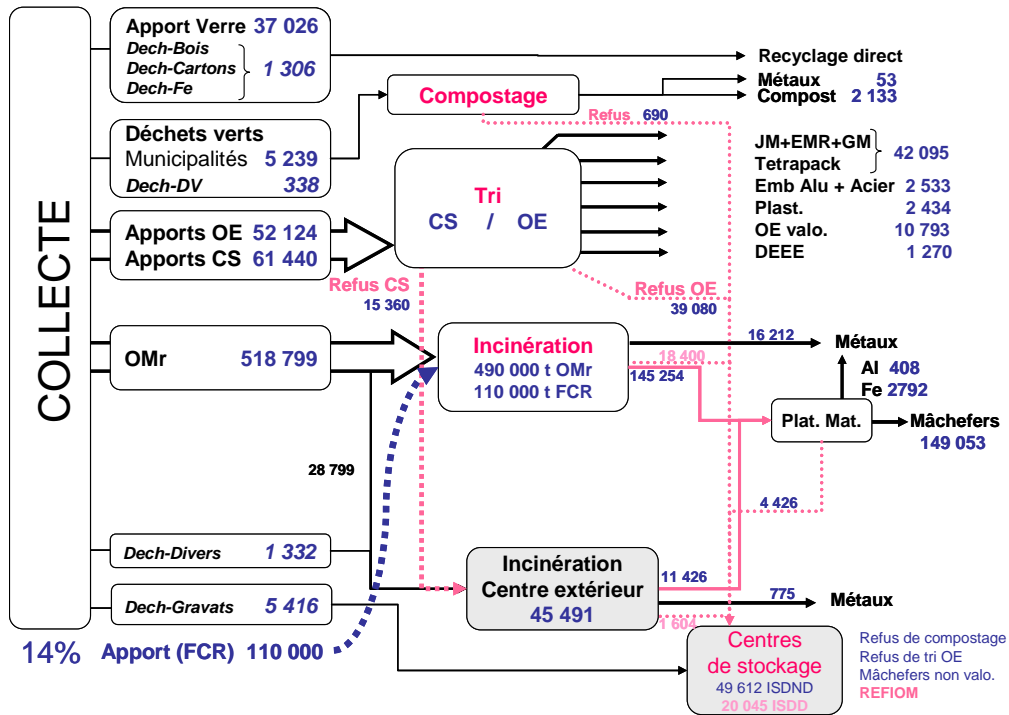 COLLECTE
Apport Verre 37 026
Dech-Bois
Dech-Cartons
Dech-Fe
1 306
Déchets verts
Municipalités 5 239
Dech-DV 338
Apports OE 52 124
Apports CS 61 440
OMr 518 799
28 799
Dech-Divers 1 332
Dech-Gravats 5 416
14% Apport (FCR) 110 000
Compostage
Refus 690
Recyclage direct
Métaux 53
Compost 2 133
Tri
CS / OE
JM+EMR+GM
Tetrapack
42 095
Emb Alu + Acier 2 533
Plast. 2 434
OE valo. 10 793
DEEE 1 270
Refus CS
15 360
Refus OE
39 080
Incinération
490 000 t OMr
110 000 t FCR
16 212
18 400
145 254
Métaux
Al 408
Fe 2792
Plat. Mat.
Mâchefers
149 053
4 426
Incinération
Centre extérieur
45 491
11 426
775
Métaux
1 604
Centres
de stockage
49 612 ISDND
20 045 ISDD
Refus de compostage
Refus de tri OE
Mâchefers non valo.
REFIOM